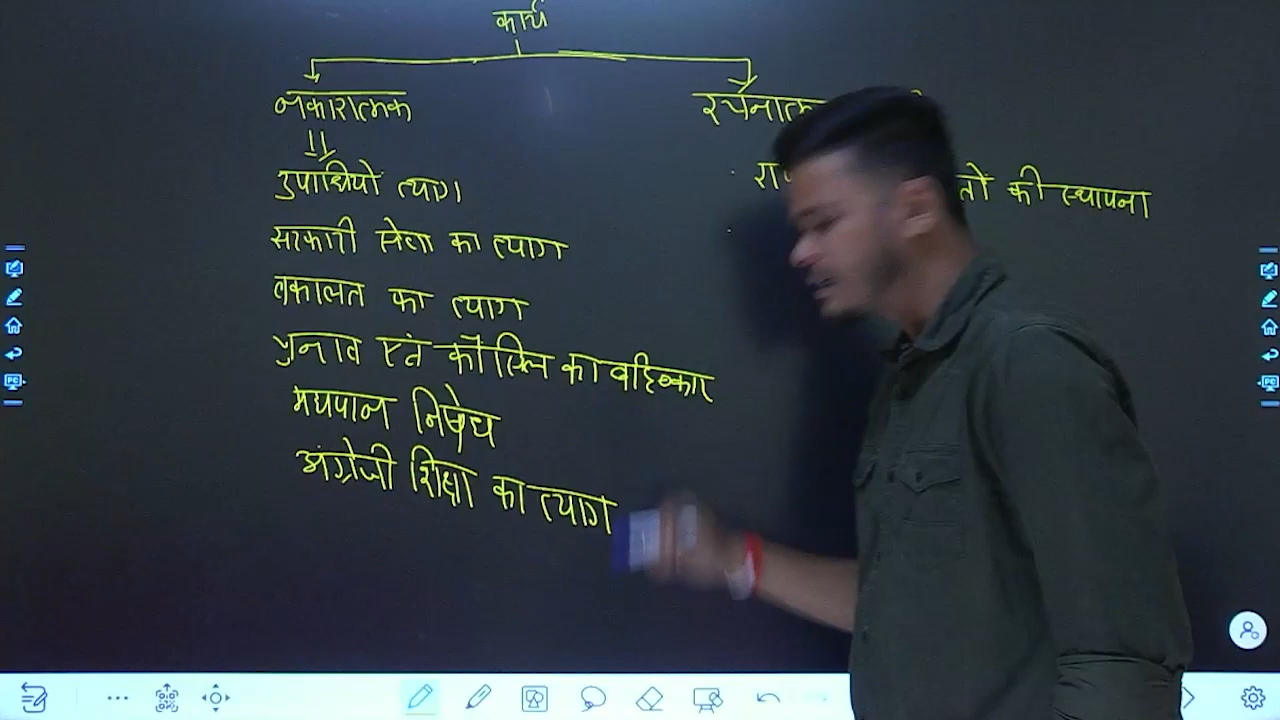 कार्य
नकारात्मक
उपाधियो त्याग
सरकारी सेवा का त्याग
वकालत का त्याग
चुनाव एवं कौंसिल का बहिष्कार
मद्यपान निषेध
अंग्रेजी शिक्षा का त्याग
की स्थापना